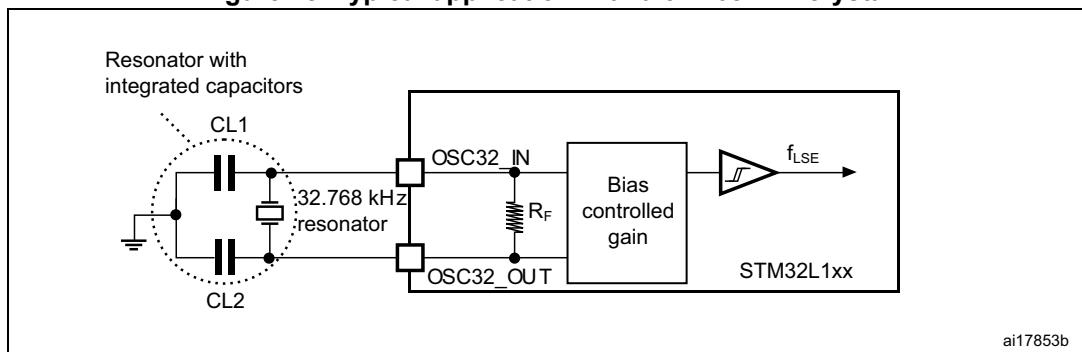 Resonator with
integrated capacitors
CL1
OSC32_IN
32.768 kHz
resonator
RF
Bias
controlled
gain
fLSE
OSC32_OUT
STM32L1xx
CL2
ai17853b